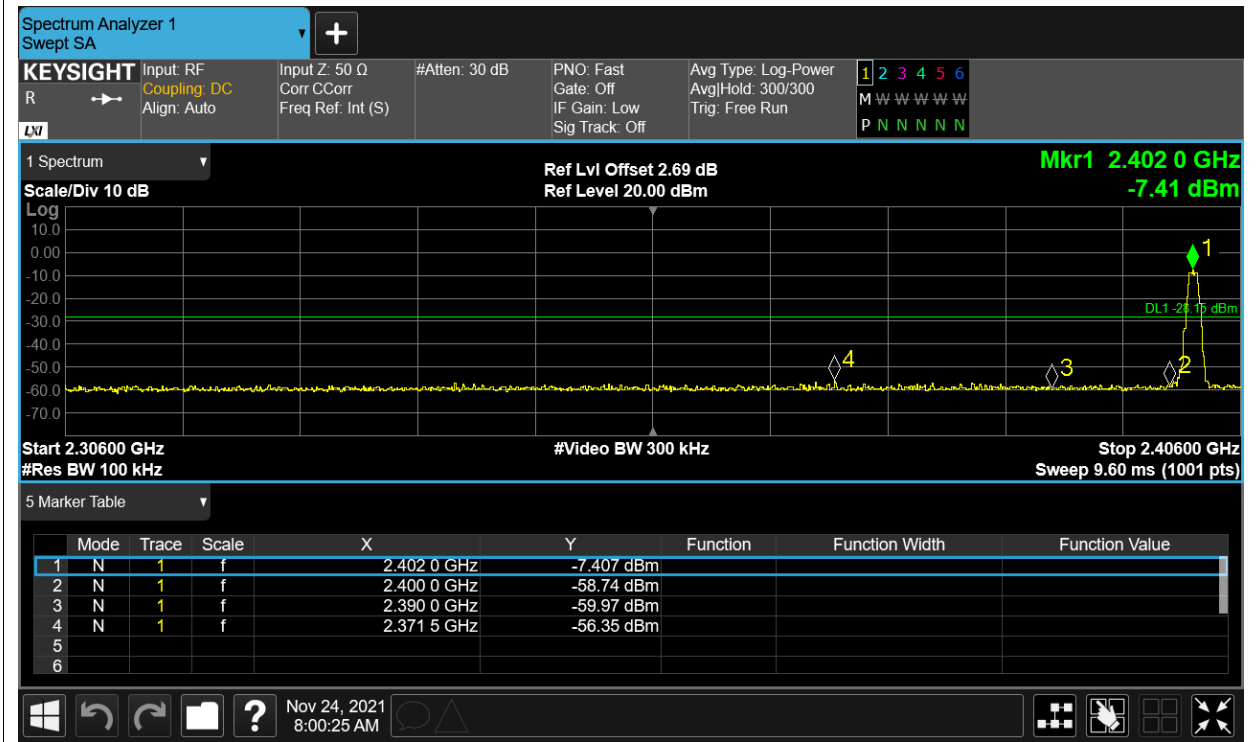 Spectrum Analyzer 1
Swept SA
+
KEYSIGHT Input: RF Input Z: 50 Ω #Atten: 30 dB PNO: Fast Avg Type: Log-Power 1 2 3 4 5 6
R Coupling: DC Corr CCorr Gate: Off Avg|Hold: 300/300 M W W W W W
Align: Auto Freq Ref: Int (S) IF Gain: Low Trig: Free Run
LXI Sig Track: Off P N N N N N N
1 Spectrum Ref Lvl Offset 2.69 dB Mkr1 2.402 0 GHz
Scale/Div 10 dB Ref Level 20.00 dBm -7.41 dBm
Log
10.0
0.00
1
-10.0
-20.0
DL1 -28.15 dBm
-30.0
-40.0
4
-50.0
3 2
-60.0
-70.0
Start 2.30600 GHz #Video BW 300 kHz Stop 2.40600 GHz
#Res BW 100 kHz Sweep 9.60 ms (1001 pts)
5 Marker Table
Mode Trace Scale X Y Function Function Width Function Value
1 N 1 f 2.402 0 GHz -7.407 dBm
2 N 1 f 2.400 0 GHz -58.74 dBm
3 N 1 f 2.390 0 GHz -59.97 dBm
4 N 1 f 2.371 5 GHz -56.35 dBm
5
6
? Nov 24, 2021
8:00:25 AM